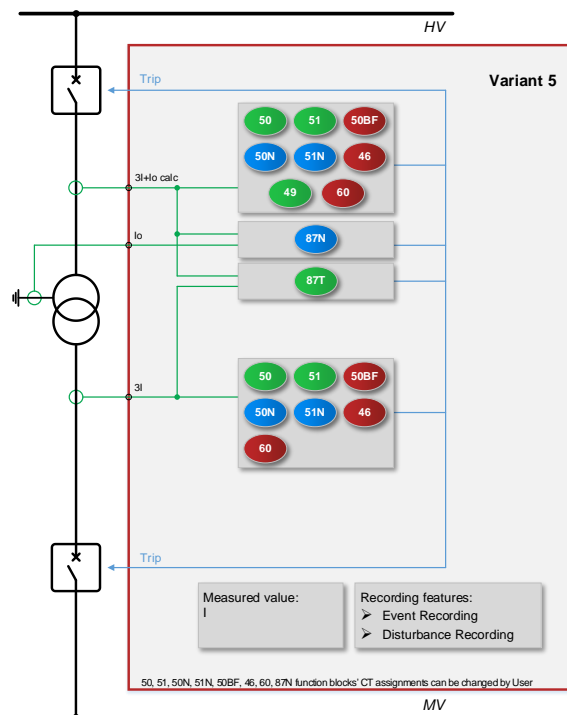 HV
Variant 5
Trip
50 51 50BF
50N 51N 46
49 60
3I+Io calc
Io
87N
87T
3I
50 51 50BF
50N 51N 46
60
Trip
Measured value:
I
Recording features:
➢ Event Recording
➢ Disturbance Recording
50, 51, 50N, 51N, 50BF, 46, 60, 87N function blocks' CT assignments can be changed by User
MV